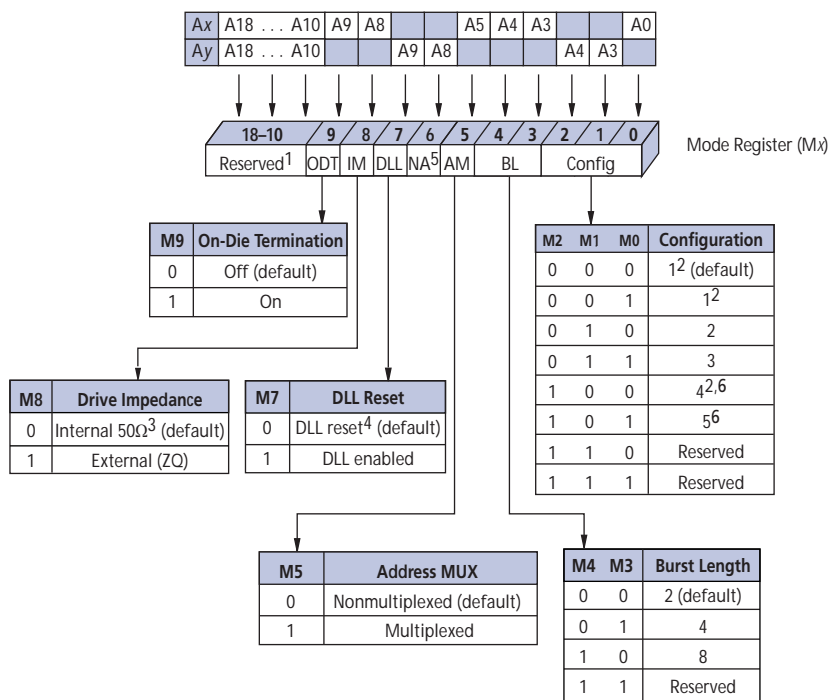 Ax A18 . . . A10 A9 A8 A5 A4 A3 A0
Ay A18 . . . A10 A9 A8 A4 A3
18–10 9 8 7 6 5 4 3 2 1 0
Mode Register (Mx)
Reserved1 ODT IM DLL NA5 AM BL Config
M9 On-Die Termination
0 Off (default)
1 On
M2 M1 M0 Configuration
0 0 0 12 (default)
0 0 1 12
0 1 0 2
0 1 1 3
1 0 0 42,6
1 0 1 56
1 1 0 Reserved
1 1 1 Reserved
M8 Drive Impedance
0 Internal 50Ω3 (default)
1 External (ZQ)
M7 DLL Reset
0 DLL reset4 (default)
1 DLL enabled
M5 Address MUX
0 Nonmultiplexed (default)
1 Multiplexed
M4 M3 Burst Length
0 0 2 (default)
0 1 4
1 0 8
1 1 Reserved